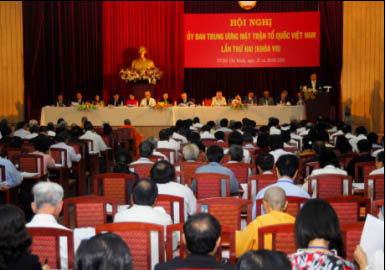 HỘI NGHỊ
ỦY BAN TRUNG ƯƠNG MẶT TRẬN TỔ QUỐC VIỆT NAM
LẦN THỨ HAI (KHÓA VII)